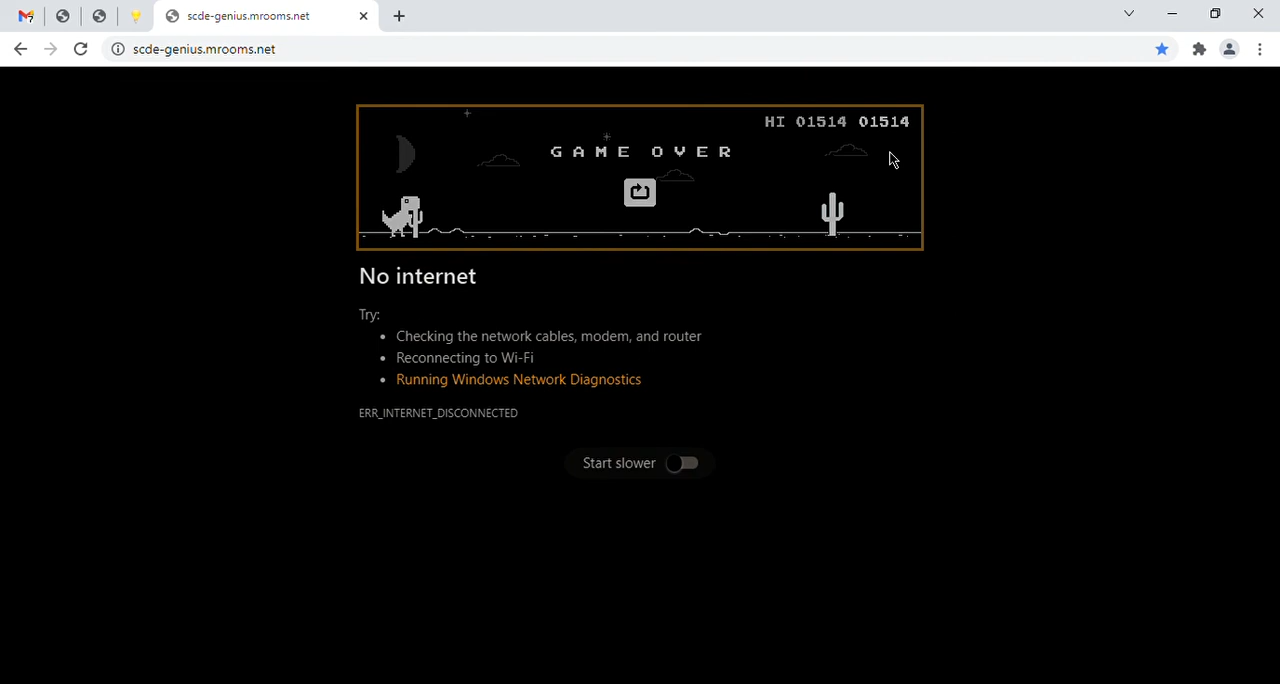 scde-genius.mrooms.net
scde-genius.mrooms.net
HI 01514 01514
GAME OVER
No internet
Try:
Checking the network cables, modem, and router
Reconnecting to Wi-Fi
Running Windows Network Diagnostics
ERR_INTERNET_DISCONNECTED
Start slower